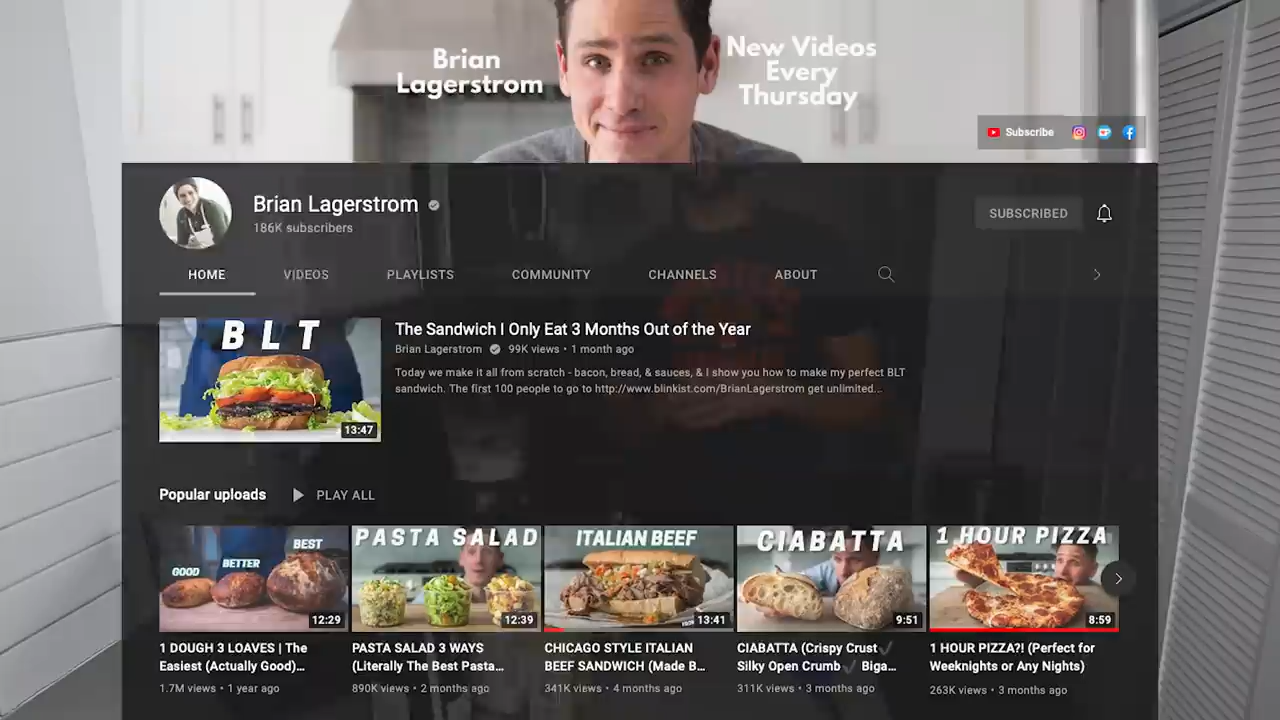 Brian
Lagerstrom
New Videos
Every
Thursday
Subscribe
Brian Lagerstrom
186K subscribers
SUBSCRIBED
HOME
VIDEOS
PLAYLISTS
COMMUNITY
CHANNELS
ABOUT
BLT
13:47
The Sandwich I Only Eat 3 Months Out of the Year
Brian Lagerstrom 99K views • 1 month ago
Today we make it all from scratch - bacon, bread, & sauces, & I show you how to make my perfect BLT
sandwich. The first 100 people to go to http://www.blinkist.com/BrianLagerstrom get unlimited...
Popular uploads
PLAY ALL
GOOD
BETTER
BEST
12:29
1 DOUGH 3 LOAVES | The
Easiest (Actually Good)...
1.7M views • 1 year ago
PASTA SALAD
12:39
PASTA SALAD 3 WAYS
(Literally The Best Pasta...
890K views • 2 months ago
ITALIAN BEEF
13:41
CHICAGO STYLE ITALIAN
BEEF SANDWICH (Made B...
341K views • 4 months ago
CIABATTA
9:51
CIABATTA (Crispy Crust✓
Silky Open Crumb✓ Biga...
311K views • 3 months ago
1 HOUR PIZZA
8:59
1 HOUR PIZZA?! (Perfect for
Weeknights or Any Nights)
263K views • 3 months ago